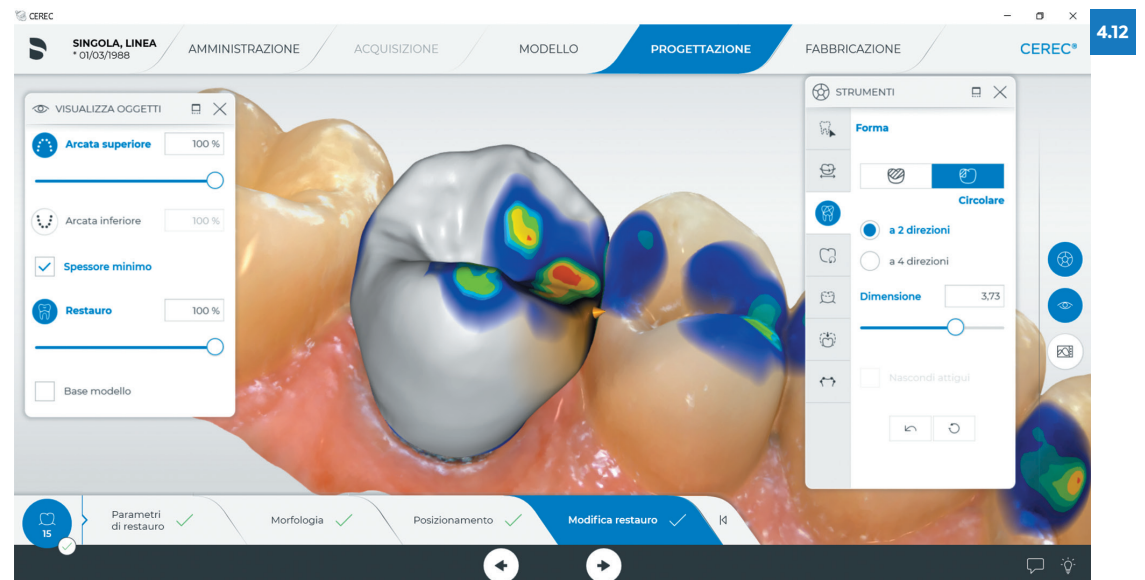 CEREC
4.12
SINGOLA, LINEA
* 01/03/1988
AMMINISTRAZIONE
ACQUISIZIONE
MODELLO
PROGETTAZIONE
FABBRICAZIONE
CEREC®
VISUALIZZA OGGETTI
Arcata superiore 100 %
Arcata inferiore 100 %
Spessore minimo
Restauro 100 %
Base modello
STRUMENTI
Forma
Circolare
a 2 direzioni
a 4 direzioni
Dimensione 3,73
Nascondi attigui
15
Parametri
di restauro
Morfologia
Posizionamento
Modifica restauro